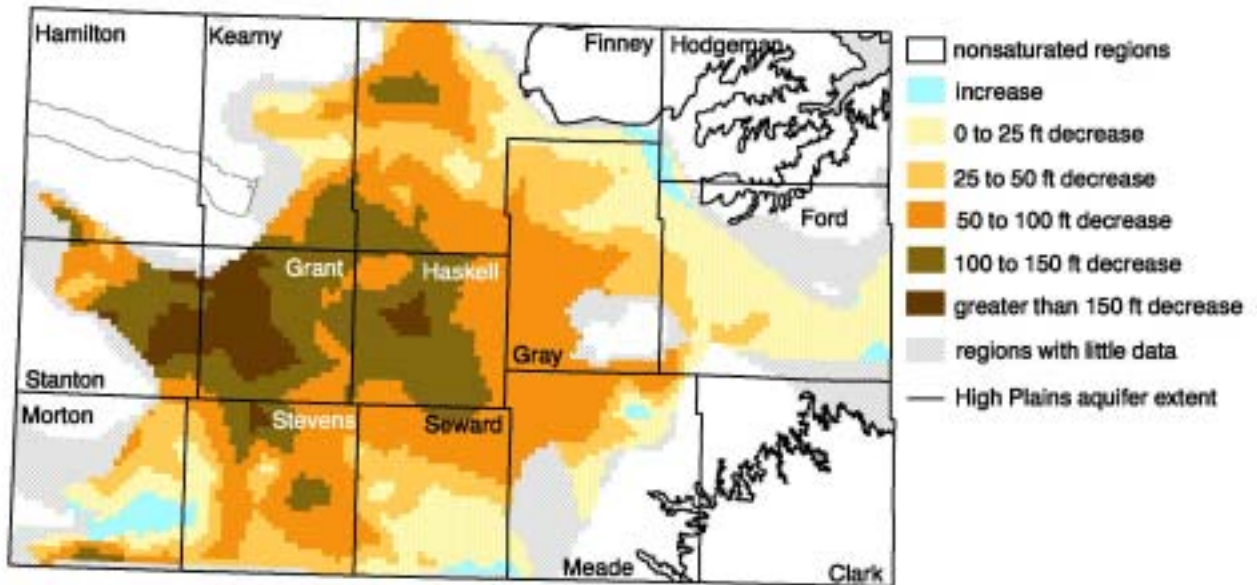 Hamilton
Kearny
Finney
Hodgeman
Ford
Grant
Haskell
Gray
Stanton
Morton
Stevens
Seward
Meade
Clark
nonsaturated regions
increase
0 to 25 ft decrease
25 to 50 ft decrease
50 to 100 ft decrease
100 to 150 ft decrease
greater than 150 ft decrease
regions with little data
High Plains aquifer extent